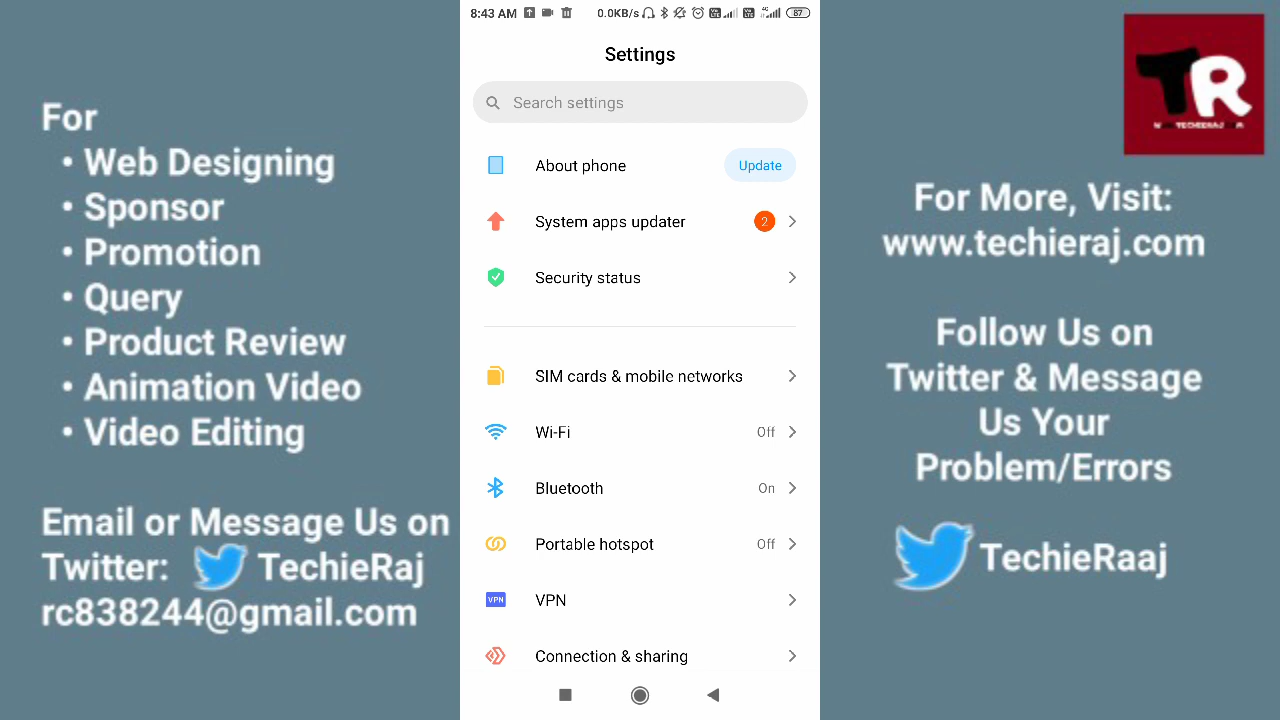 For
• Web Designing
• Sponsor
• Promotion
• Query
• Product Review
• Animation Video
• Video Editing
Email or Message Us on
Twitter: TechieRaj
rc838244@gmail.com
8:43 AM 0.0KB/s 4G 87
Settings
Search settings
About phone Update
System apps updater 2
Security status
SIM cards & mobile networks
Wi-Fi Off
Bluetooth On
Portable hotspot Off
VPN VPN
Connection & sharing
TR
For More, Visit:
www.techieraj.com
Follow Us on
Twitter & Message
Us Your
Problem/Errors
TechieRaaj